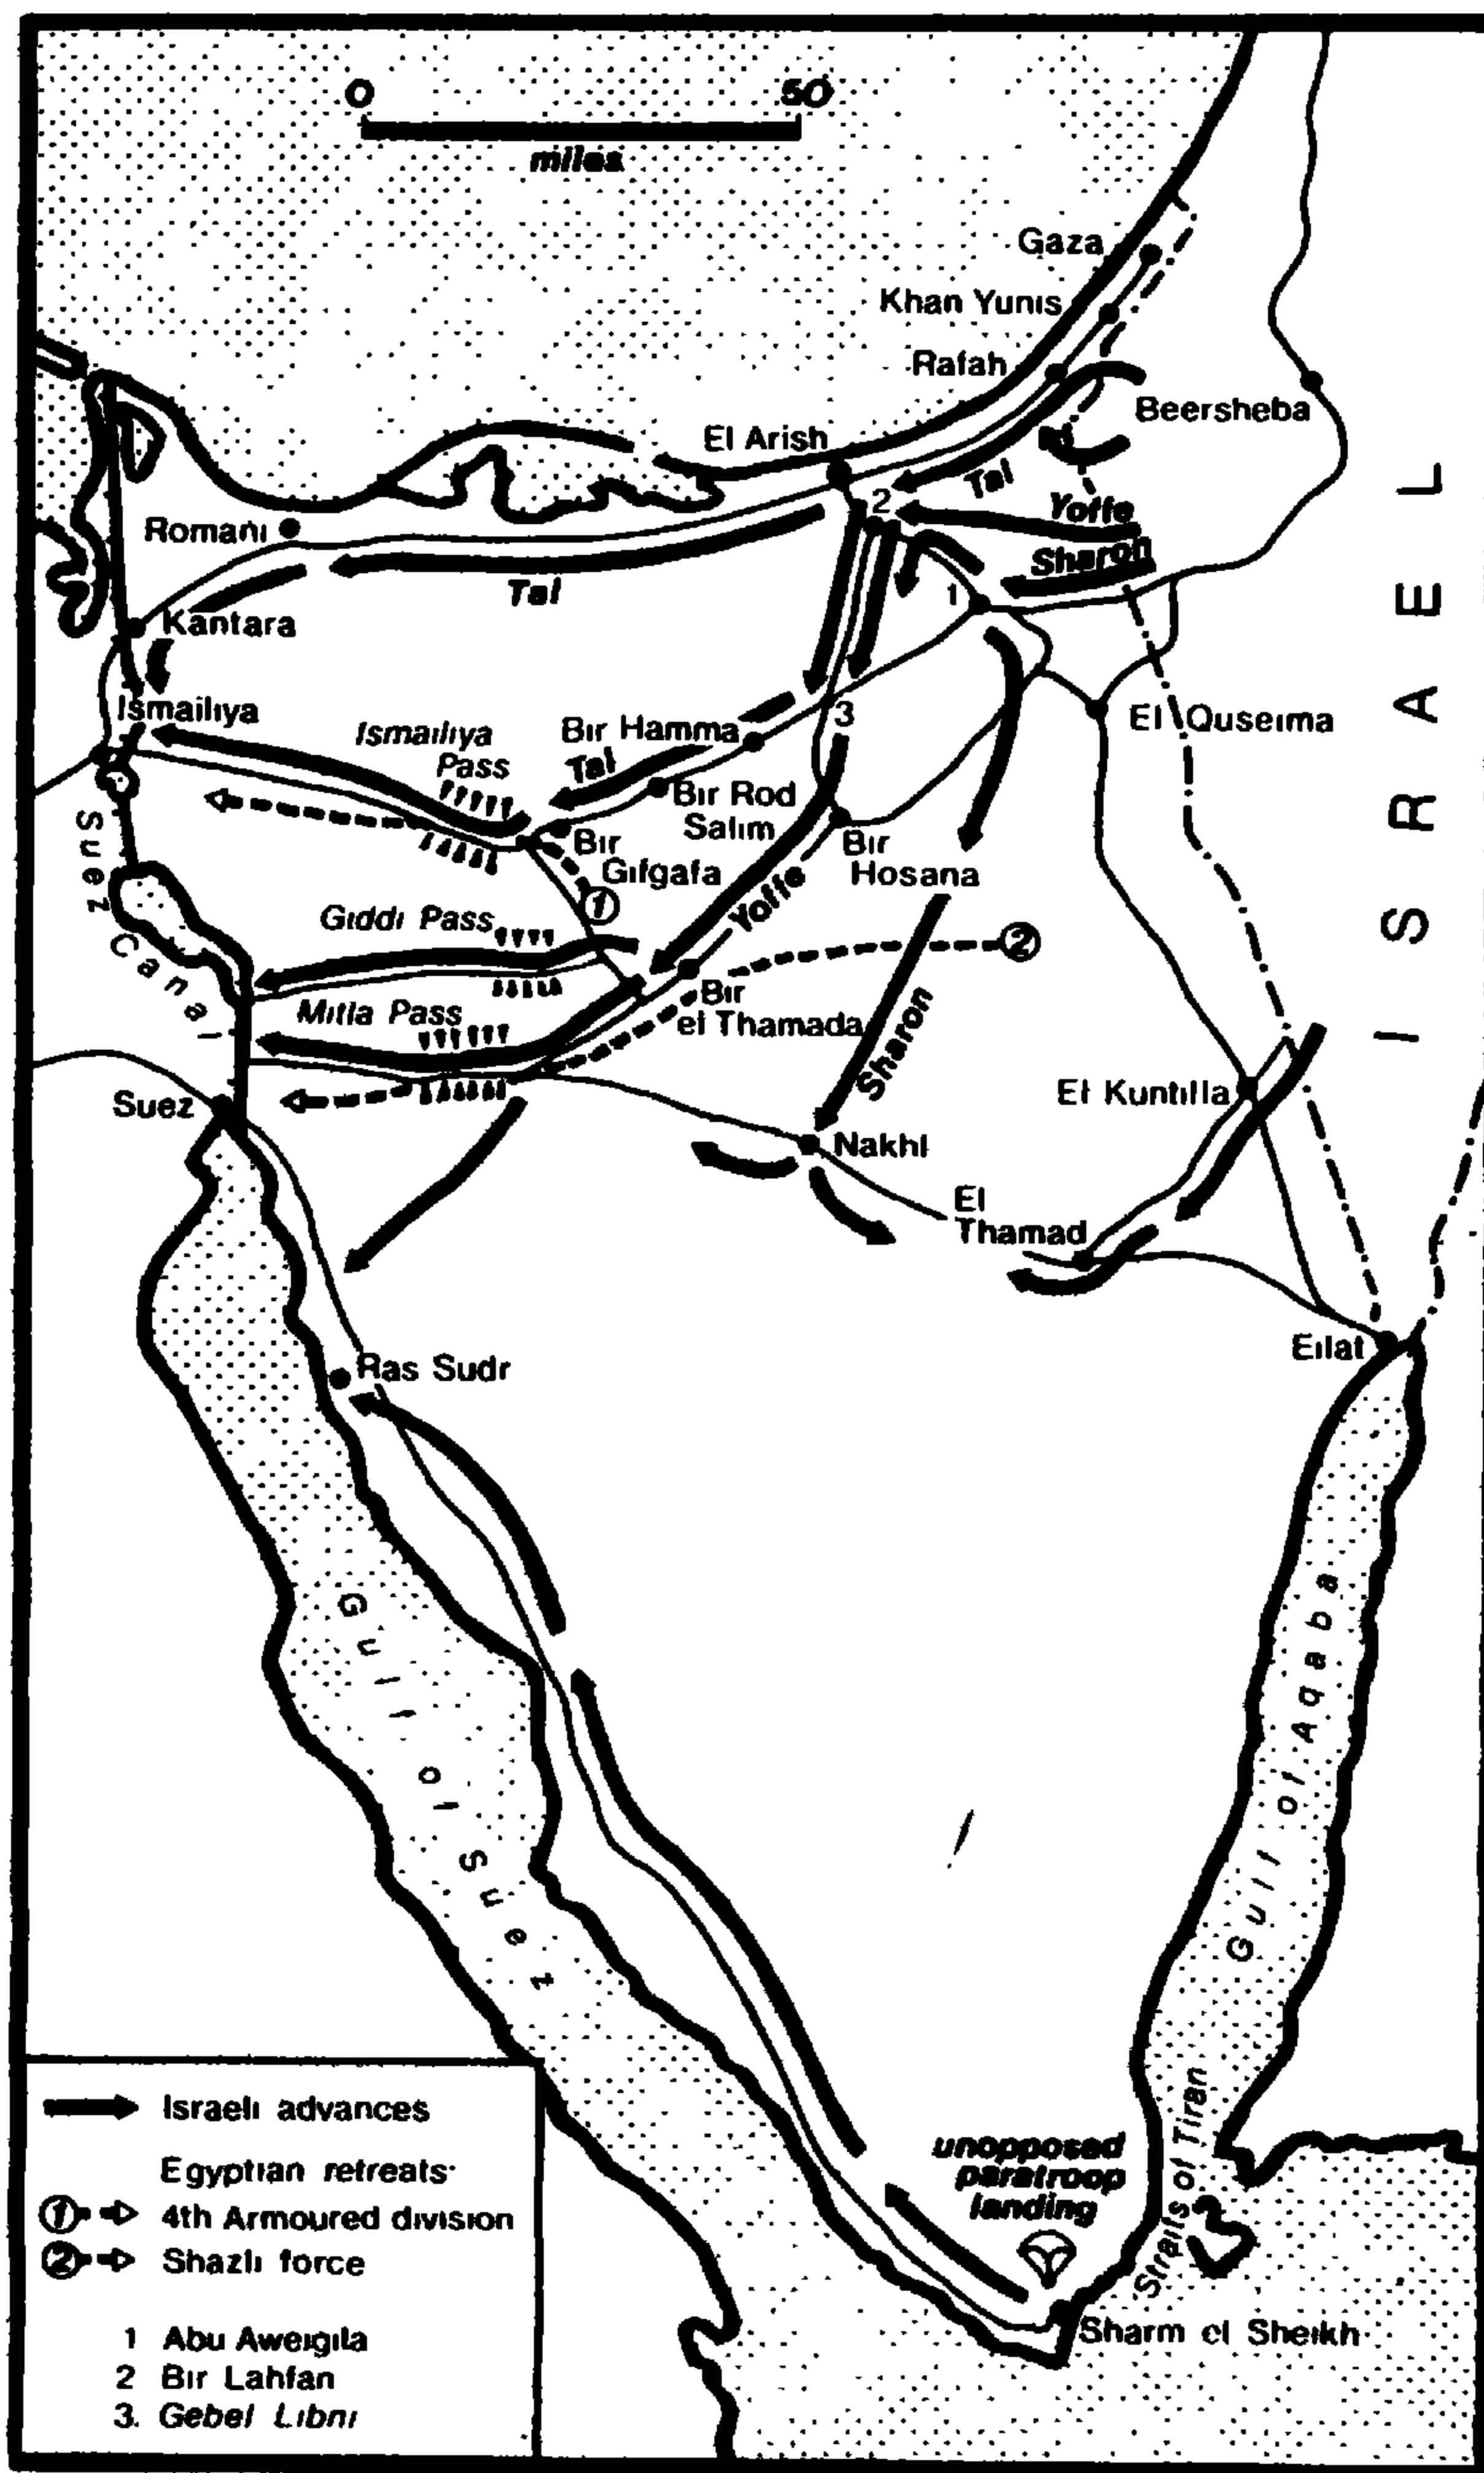 0 50
miles
Gaza
Khan Yunis
Rafah
Beersheba
El Arish
Tal
2
Yoffe
Romani
Sharon
Tal
1
Kantara
ISRAEL
Ismailiya
3
El Quseima
Ismailiya
Pass
Bir Hamma
Tal
Bir Rod
Salim
Suez Canal
Bir
Gifgafa
Bir
Hosana
Yoffe
1
Giddi Pass
2
Bir
el Thamada
Mitla Pass
Sharon
Suez
El Kuntilla
Nakhl
El
Thamad
Eilat
Ras Sudr
Gulf of Suez
Gulf of Aqaba
Straits of Tiran
unopposed
paratroop
landing
Sharm el Sheikh
Israeli advances
Egyptian retreats:
1 4th Armoured division
2 Shazli force
1 Abu Aweigila
2 Bir Lahfan
3. Gebel Libni